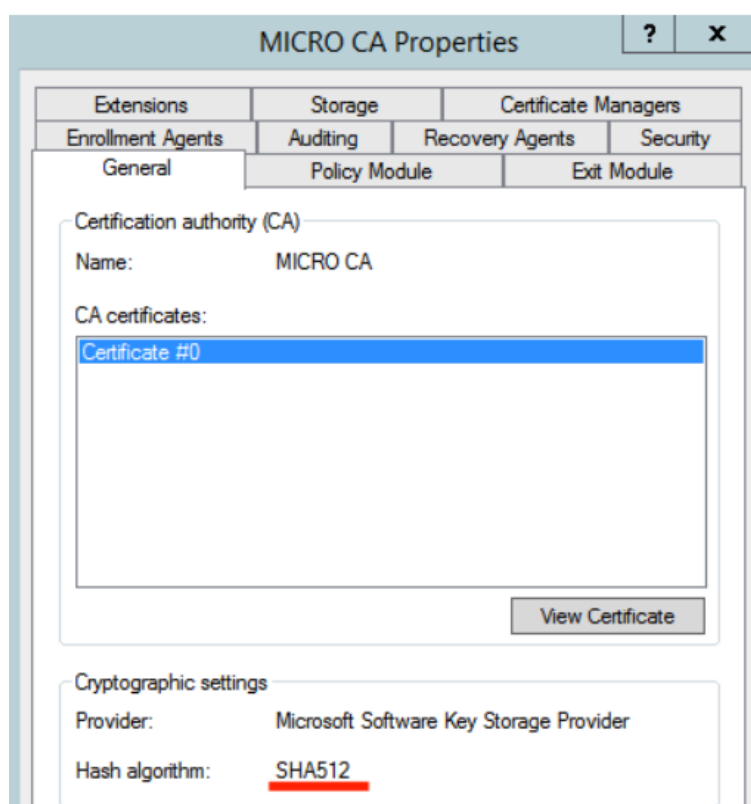 MICRO CA Properties ? x
Extensions Storage Certificate Managers
Enrollment Agents Auditing Recovery Agents Security
General Policy Module Exit Module
Certification authority (CA)
Name: MICRO CA
CA certificates:
Certificate #0
View Certificate
Cryptographic settings
Provider: Microsoft Software Key Storage Provider
Hash algorithm: SHA512